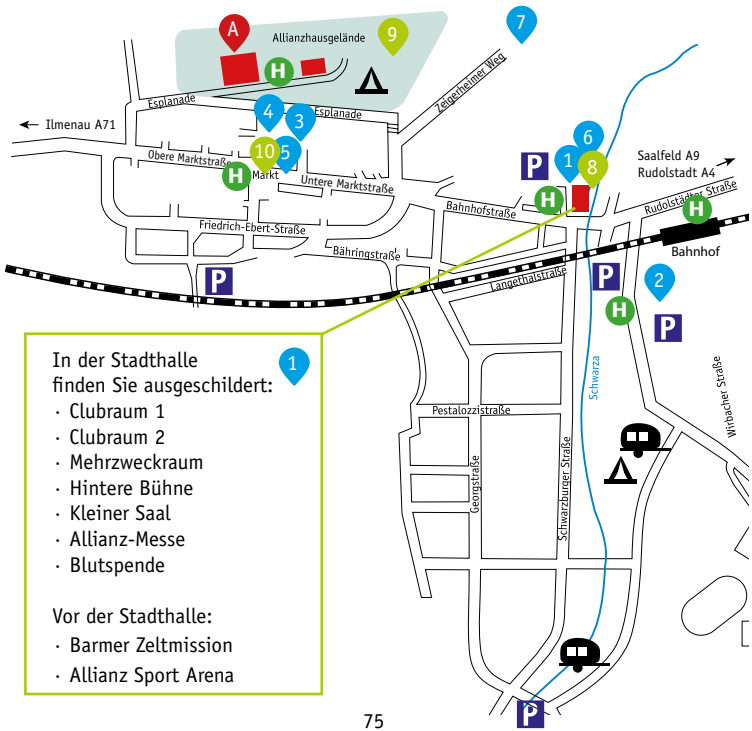 A
Allianzhausgelände
9
7
H
Esplanade
Esplanade
Zeigerheimer Weg
← Ilmenau A71
4
3
6
Obere Marktstraße
10
5
H
Markt
Untere Marktstraße
P
1
8
Saalfeld A9
Rudolstadt A4
Bahnhofstraße
H
Rudolstädter Straße
H
Friedrich-Ebert-Straße
Bähringstraße
Bahnhof
P
Langethalstraße
P
2
H
P
Schwarza
Wirbacher Straße
Pestalozzistraße
Georgstraße
Schwarzburger Straße
In der Stadthalle
finden Sie ausgeschildert:
1
· Clubraum 1
· Clubraum 2
· Mehrzweckraum
· Hintere Bühne
· Kleiner Saal
· Allianz-Messe
· Blutspende
Vor der Stadthalle:
· Barmer Zeltmission
· Allianz Sport Arena
P
75